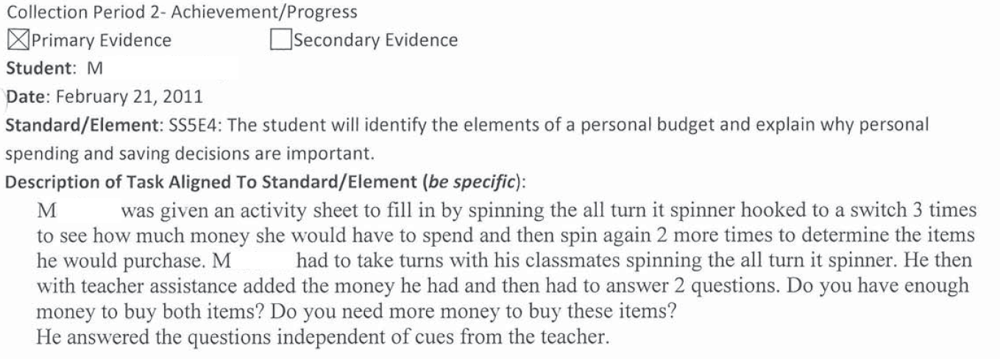 Collection Period 2- Achievement/Progress
☒Primary Evidence ☐Secondary Evidence
Student: M
Date: February 21, 2011
Standard/Element: SS5E4: The student will identify the elements of a personal budget and explain why personal
spending and saving decisions are important.
Description of Task Aligned To Standard/Element (be specific):
M was given an activity sheet to fill in by spinning the all turn it spinner hooked to a switch 3 times
to see how much money she would have to spend and then spin again 2 more times to determine the items
he would purchase. M had to take turns with his classmates spinning the all turn it spinner. He then
with teacher assistance added the money he had and then had to answer 2 questions. Do you have enough
money to buy both items? Do you need more money to buy these items?
He answered the questions independent of cues from the teacher.